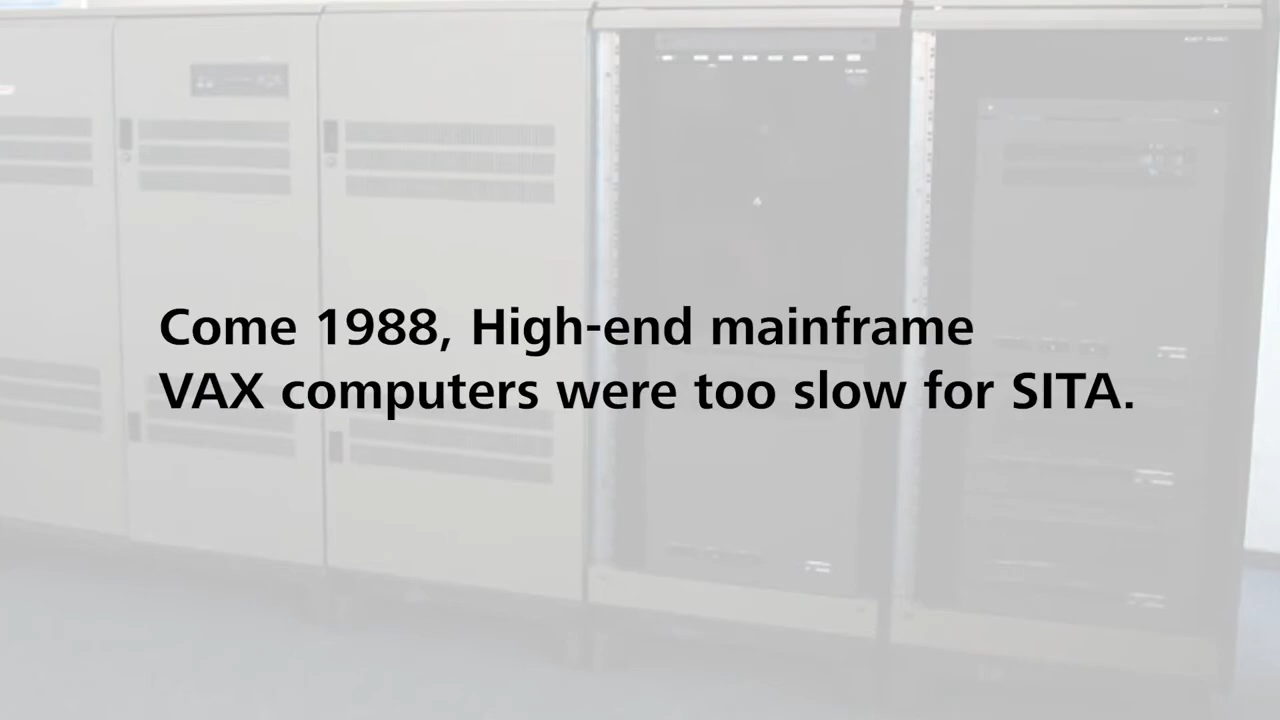 Come 1988, High-end mainframe
VAX computers were too slow for SITA.